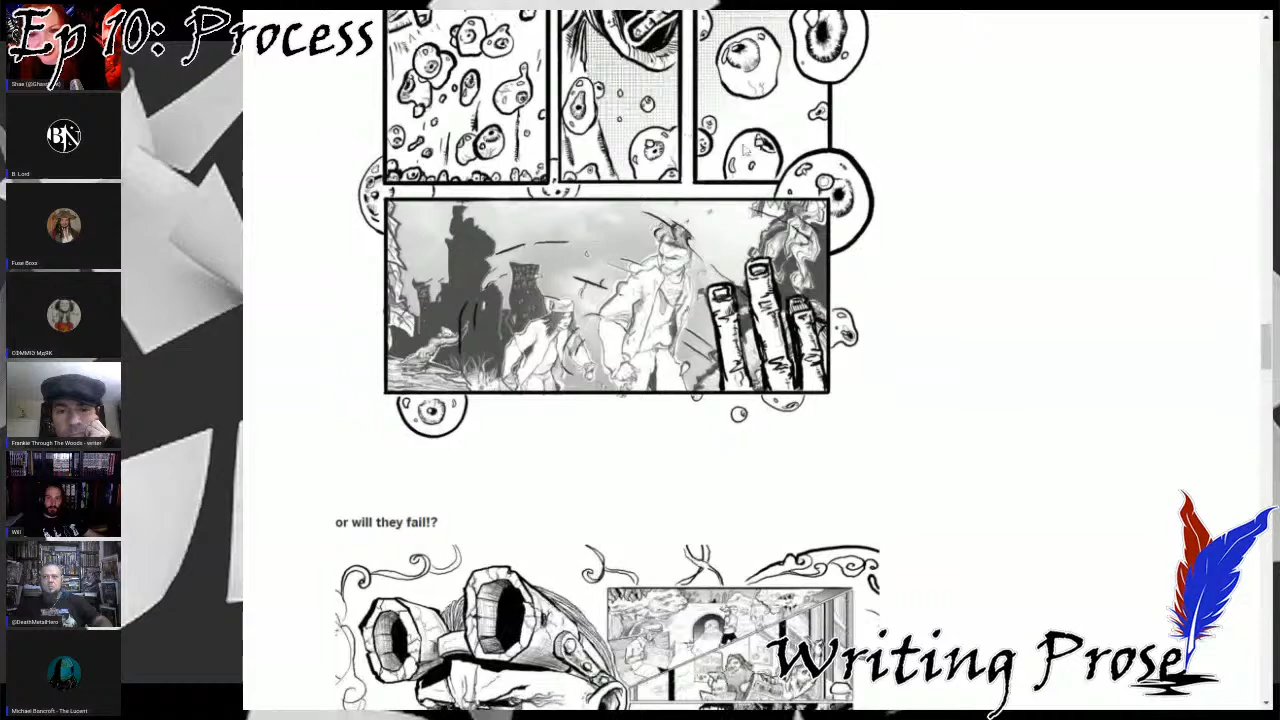 Ep 10: Process
B. Lord
Fuse Boxx
Frankie Through The Woods - writer
Will
@DeathMetalHero
Michael Bancroft - The Lucent
or will they fail!?
Writing Prose